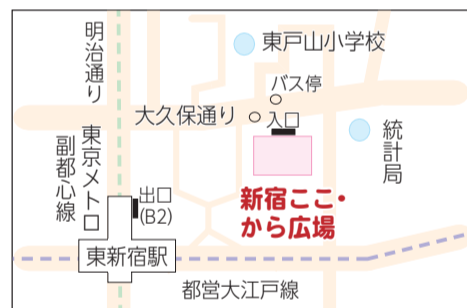 明治通り
東戸山小学校
バス停
大久保通り
入口
統計局
東京メトロ
副都心線
出口
(B2)
新宿ここ・
から広場
東新宿駅
都営大江戸線